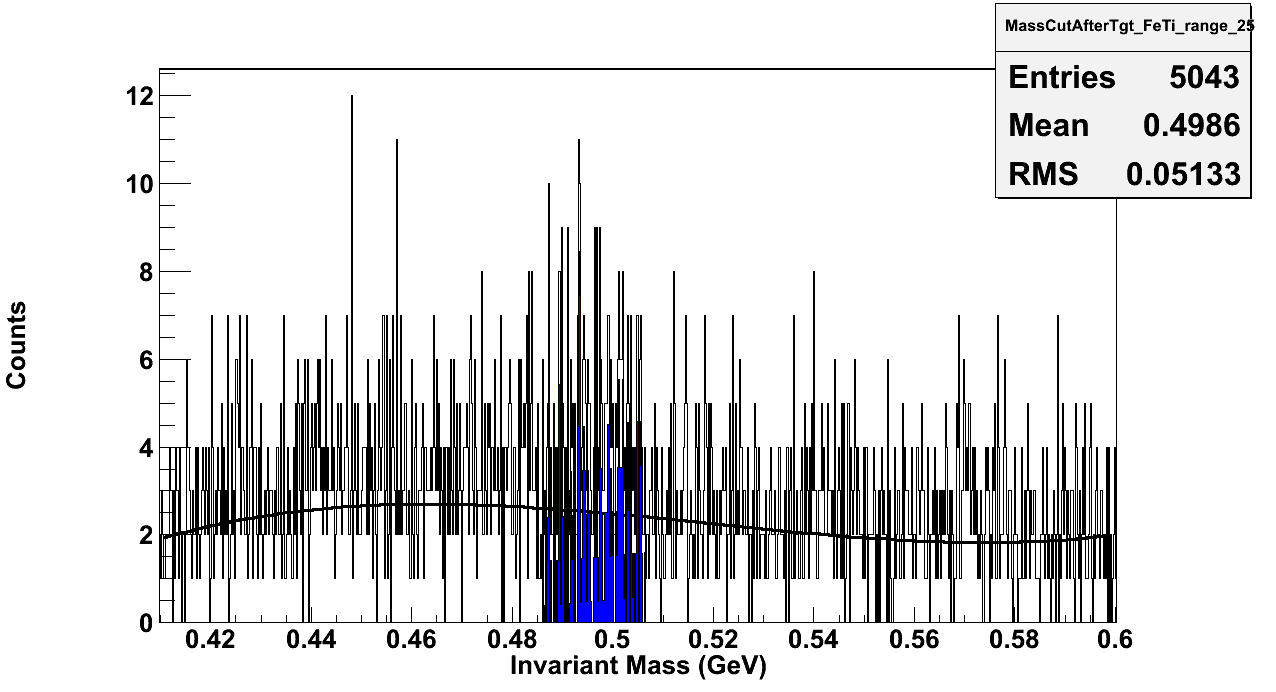 MassCutAfterTgt_FeTi_range_25
Entries 5043
Mean 0.4986
RMS 0.05133
12
10
8
6
4
2
0
Counts
0.42 0.44 0.46 0.48 0.5 0.52 0.54 0.56 0.58 0.6
Invariant Mass (GeV)